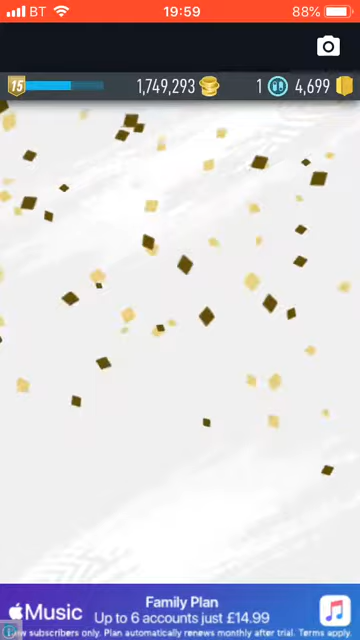 BT 19:59 88%
15 1,749,293 1 4,699
Music
Family Plan
Up to 6 accounts just £14.99
subscribers only. Plan automatically renews monthly after trial. Terms apply.